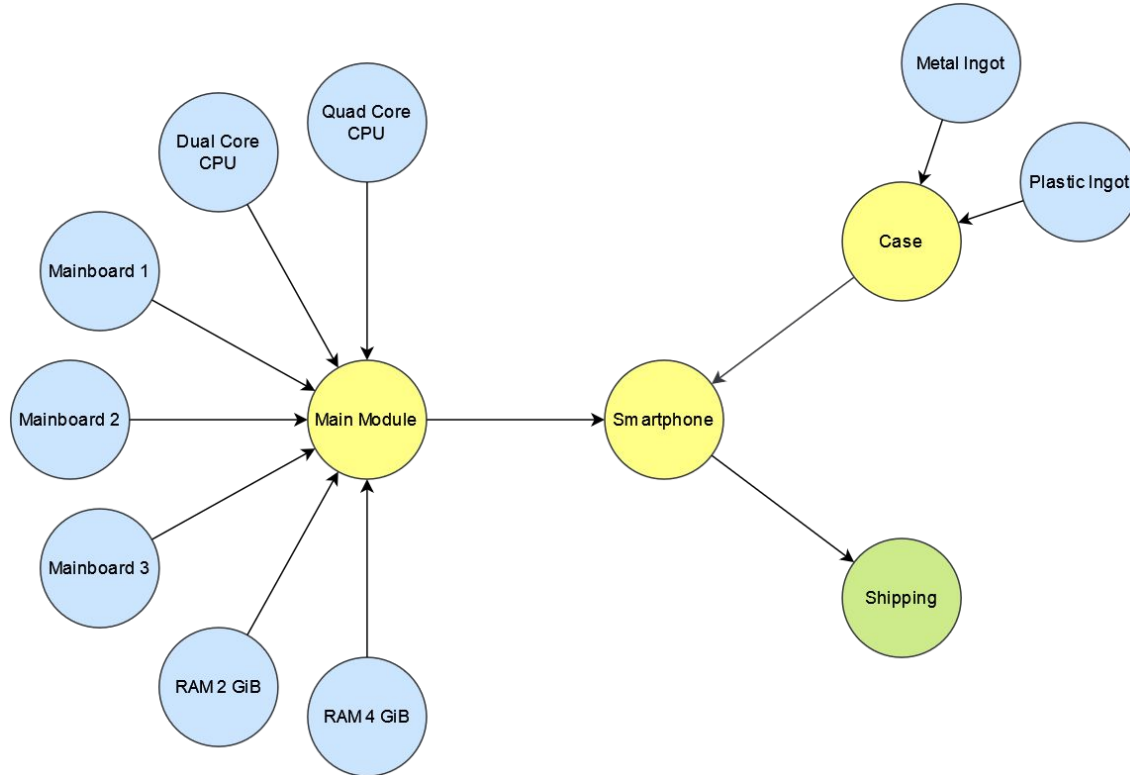 Metal Ingot
Quad Core
CPU
Dual Core
CPU
Plastic Ingot
Case
Mainboard 1
Mainboard 2
Main Module
Smartphone
Mainboard 3
Shipping
RAM 2 GiB
RAM 4 GiB